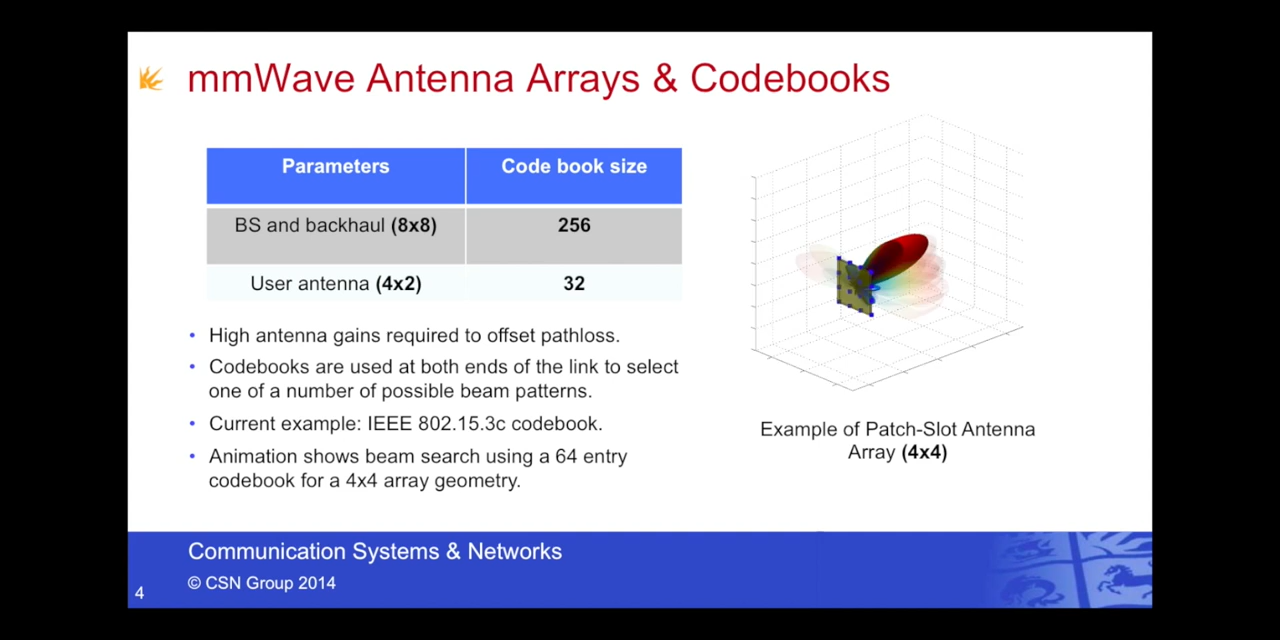 mmWave Antenna Arrays & Codebooks
Parameters
Code book size
BS and backhaul (8x8)
256
User antenna (4x2)
32
• High antenna gains required to offset pathloss.
• Codebooks are used at both ends of the link to select
one of a number of possible beam patterns.
• Current example: IEEE 802.15.3c codebook.
• Animation shows beam search using a 64 entry
codebook for a 4x4 array geometry.
Example of Patch-Slot Antenna
Array (4x4)
Communication Systems & Networks
© CSN Group 2014
4